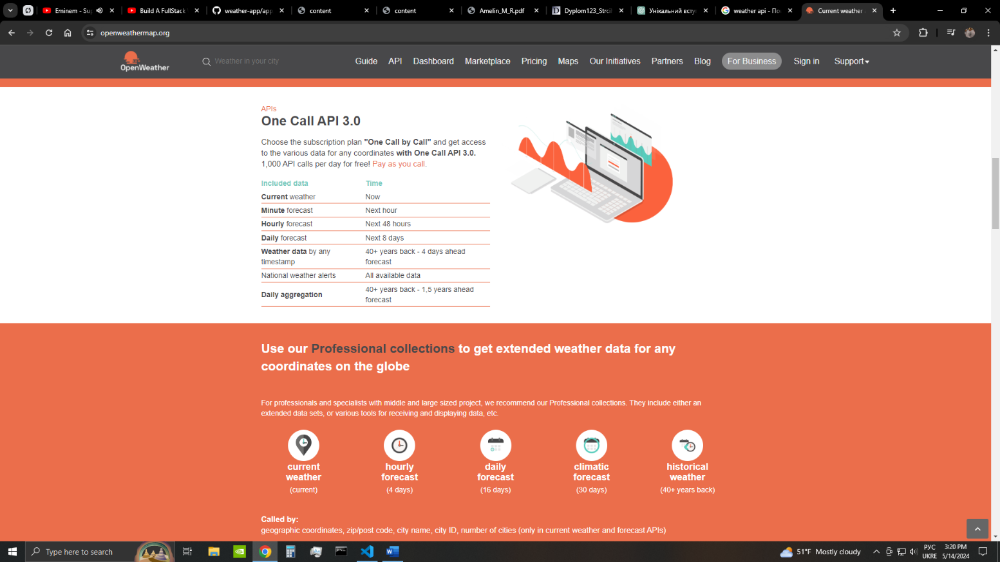 Eminem - Su
Build A FullStack
weather-app/app
content
content
Amelin_M_R.pdf
Dyplom123_Strcil
Унікальний всту
weather api - По
Current weather
openweathermap.org
OpenWeather
Weather in your city
Guide
API
Dashboard
Marketplace
Pricing
Maps
Our Initiatives
Partners
Blog
For Business
Sign in
Support
APIs
One Call API 3.0
Choose the subscription plan "One Call by Call" and get access
to the various data for any coordinates with One Call API 3.0.
1,000 API calls per day for free! Pay as you call.
Included data Time
Current weather Now
Minute forecast Next hour
Hourly forecast Next 48 hours
Daily forecast Next 8 days
Weather data by any 40+ years back - 4 days ahead
timestamp forecast
National weather alerts All available data
Daily aggregation 40+ years back - 1,5 years ahead
forecast
Use our Professional collections to get extended weather data for any
coordinates on the globe
For professionals and specialists with middle and large sized project, we recommend our Professional collections. They include either an
extended data sets, or various tools for receiving and displaying data, etc.
current
weather
(current)
hourly
forecast
(4 days)
daily
forecast
(16 days)
climatic
forecast
(30 days)
historical
weather
(40+ years back)
Called by:
geographic coordinates, zip/post code, city name, city ID, number of cities (only in current weather and forecast APIs)
Type here to search
51°F Mostly cloudy
РУС
UKRE
3:20 PM
5/14/2024